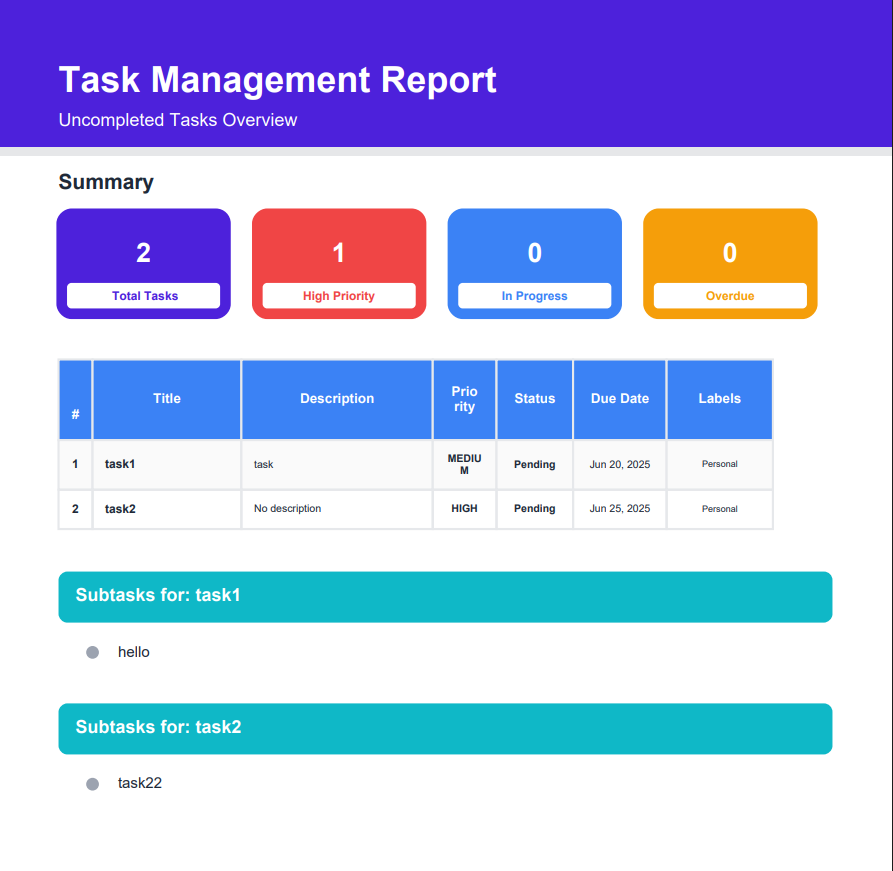 Task Management Report
Uncompleted Tasks Overview
Summary
2 1 0 0
Total Tasks High Priority In Progress Overdue
# Title Description Prio Status Due Date Labels
rity
1 task1 task MEDIU Pending Jun 20, 2025 Personal
M
2 task2 No description HIGH Pending Jun 25, 2025 Personal
Subtasks for: task1
hello
Subtasks for: task2
task22